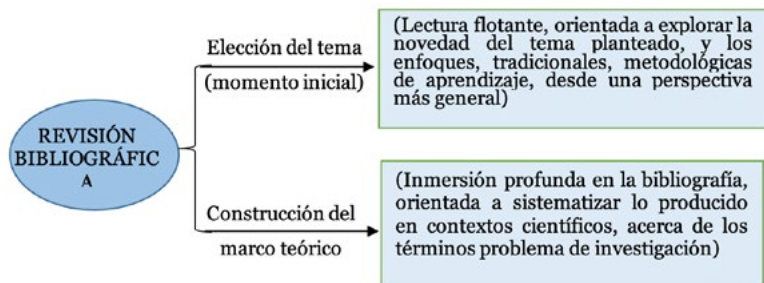 REVISIÓN
BIBLIOGRÁFIC
A
Elección del tema
(momento inicial)
(Lectura flotante, orientada a explorar la
novedad del tema planteado, y los
enfoques, tradicionales, metodológicas
de aprendizaje, desde una perspectiva
más general)
Construcción del
marco teórico
(Inmersión profunda en la bibliografía,
orientada a sistematizar lo producido
en contextos científicos, acerca de los
términos problema de investigación)